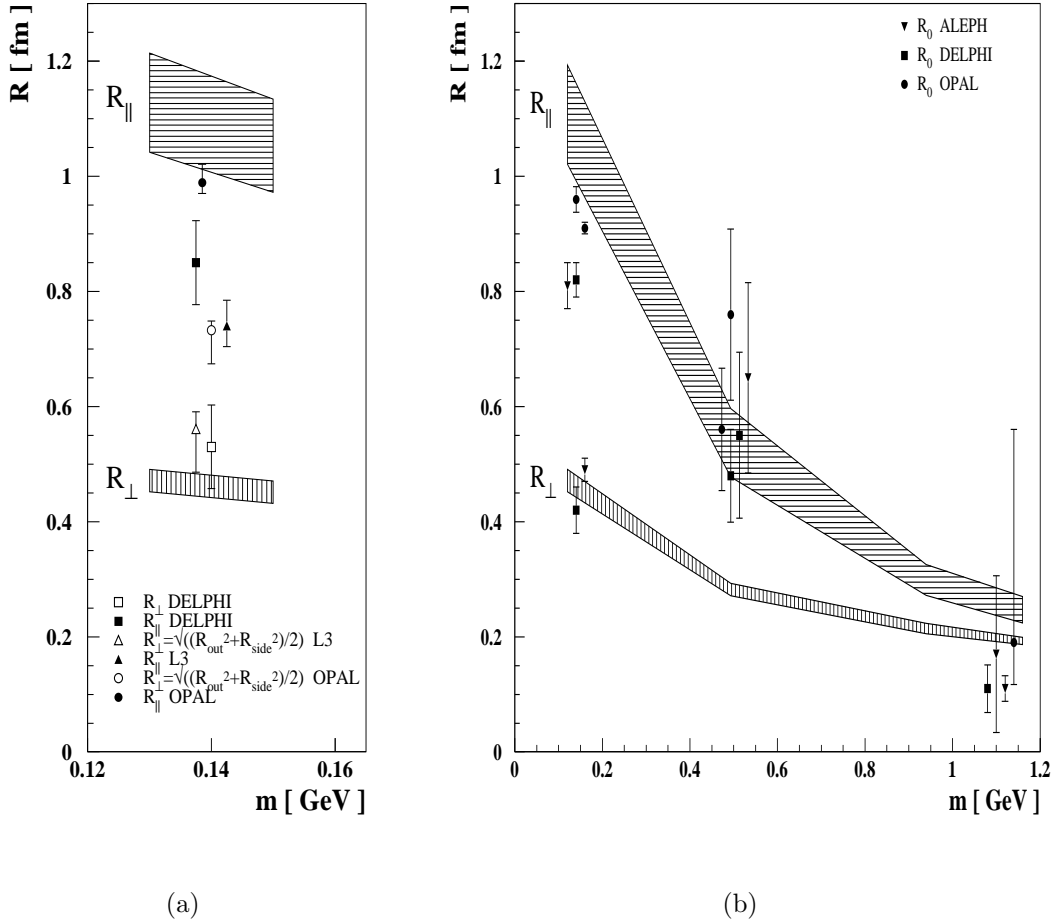 R [ fm]
1.2
1
0.8
0.6
0.4
0.2
0
R∥
R⊥
R⊥ DELPHI
R∥ DELPHI
R⊥=√((Rout²+Rside²)/2) L3
R∥ L3
R⊥=√((Rout²+Rside²)/2) OPAL
R∥ OPAL
0.12
0.14
0.16
m [ GeV]
(a)
R [ fm]
1.2
1
0.8
0.6
0.4
0.2
0
R∥
R⊥
R0 ALEPH
R0 DELPHI
R0 OPAL
0
0.2
0.4
0.6
0.8
1
1.2
m [ GeV ]
(b)